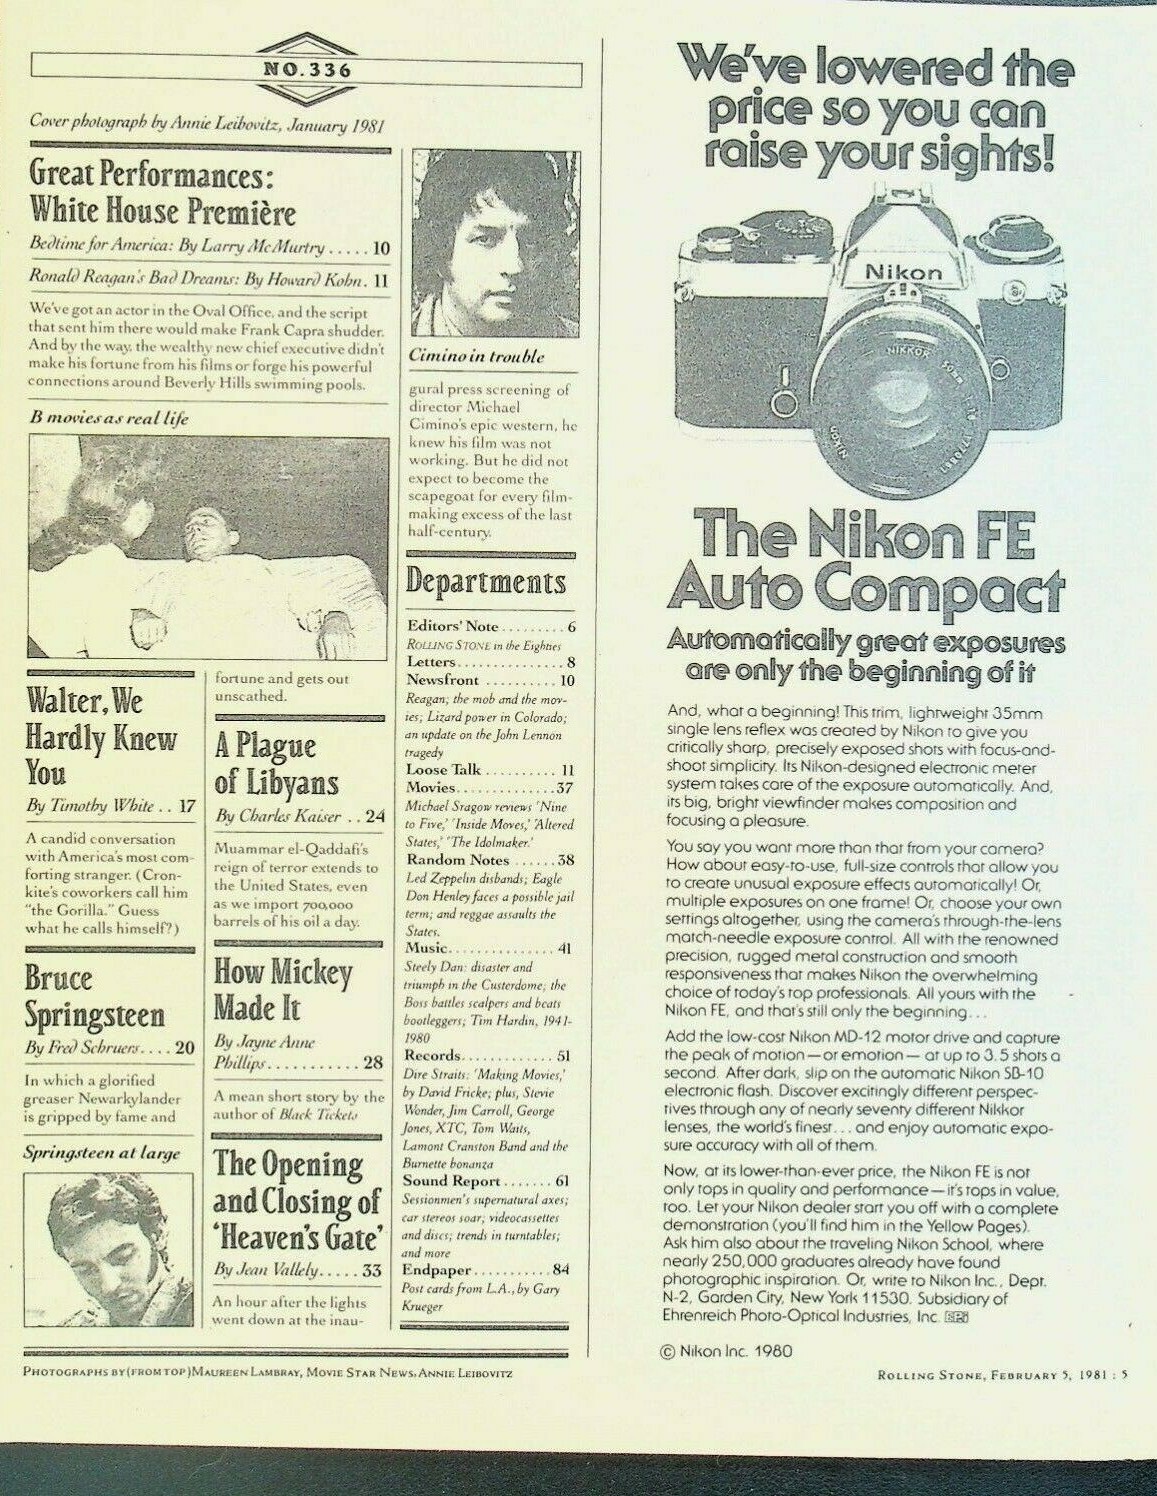 NO.336
Cover photograph by Annie Leibovitz, January 1981
Great Performances:
White House Première
Bedtime for America: By Larry McMurtry ..... 10
Ronald Reagan's Bad Dreams: By Howard Kohn. 11
We've got an actor in the Oval Office, and the script
that sent him there would make Frank Capra shudder.
And by the way, the wealthy new chief executive didn't
make his fortune from his films or forge his powerful
connections around Beverly Hills swimming pools.
B movies as real life
Walter, We
Hardly Knew
You
By Timothy White .. 17
A candid conversation
with America's most com-
forting stranger. (Cron-
kite's coworkers call him
"the Gorilla." Guess
what he calls himself?)
Bruce
Springsteen
By Fred Schruers.... 20
In which a glorified
greaser Newarkylander
is gripped by fame and
Springsteen at large
fortune and gets out
unscathed.
A Plague
of Libyans
By Charles Kaiser .. 24
Muammar el-Qaddafi's
reign of terror extends to
the United States, even
as we import 700,000
barrels of his oil a day.
How Mickey
Made It
By Jayne Anne
Phillips........... 28
A mean short story by the
author of Black Tickets
The Opening
and Closing of
'Heaven's Gate'
By Jean Vallely..... 33
An hour after the lights
went down at the inau-
Cimino in trouble
gural press screening of
director Michael
Cimino's epic western, he
knew his film was not
working. But he did not
expect to become the
scapegoat for every film-
making excess of the last
half-century.
Departments
Editors' Note ......... 6
ROLLING STONE in the Eighties
Letters.............. 8
Newsfront .......... 10
Reagan; the mob and the mov-
ies; Lizard power in Colorado;
an update on the John Lennon
tragedy
Loose Talk .......... 11
Movies.............37
Michael Sragow reviews 'Nine
to Five,' 'Inside Moves,' 'Altered
States,' 'The Idolmaker.'
Random Notes ......38
Led Zeppelin disbands; Eagle
Don Henley faces a possible jail
term; and reggae assaults the
States.
Music.............. 41
Steely Dan: disaster and
triumph in the Custerdome; the
Boss battles scalpers and beats
bootleggers; Tim Hardin, 1941-
1980
Records............. 51
Dire Straits: 'Making Movies,'
by David Fricke; plus, Stevie
Wonder, Jim Carroll, George
Jones, XTC, Tom Waits,
Lamont Cranston Band and the
Burnette bonanza
Sound Report ....... 61
Sessionmen's supernatural axes;
car stereos soar; videocassettes
and discs; trends in turntables;
and more
Endpaper...........84
Post cards from L.A., by Gary
Krueger
PHOTOGRAPHS BY (FROM TOP) MAUREEN LAMBRAY, MOVIE STAR NEWS, ANNIE LEIBOVITZ
We've lowered the
price so you can
raise your sights!
Nikon
NIKKOR
50mm
NIKON
The Nikon FE
Auto Compact
Automatically great exposures
are only the beginning of it
And, what a beginning! This trim, lightweight 35mm
single lens reflex was created by Nikon to give you
critically sharp, precisely exposed shots with focus-and-
shoot simplicity. Its Nikon-designed electronic meter
system takes care of the exposure automatically. And,
its big, bright viewfinder makes composition and
focusing a pleasure.
You say you want more than that from your camera?
How about easy-to-use, full-size controls that allow you
to create unusual exposure effects automatically! Or,
multiple exposures on one frame! Or, choose your own
settings altogether, using the camera's through-the-lens
match-needle exposure control. All with the renowned
precision, rugged metal construction and smooth
responsiveness that makes Nikon the overwhelming
choice of today's top professionals. All yours with the
Nikon FE, and that's still only the beginning...
Add the low-cost Nikon MD-12 motor drive and capture
the peak of motion—or emotion— at up to 3.5 shots a
second. After dark, slip on the automatic Nikon SB-10
electronic flash. Discover excitingly different perspec-
tives through any of nearly seventy different Nikkor
lenses, the world's finest... and enjoy automatic expo-
sure accuracy with all of them.
Now, at its lower-than-ever price, the Nikon FE is not
only tops in quality and performance—it's tops in value,
too. Let your Nikon dealer start you off with a complete
demonstration (you'll find him in the Yellow Pages).
Ask him also about the traveling Nikon School, where
nearly 250,000 graduates already have found
photographic inspiration. Or, write to Nikon Inc., Dept.
N-2, Garden City, New York 11530. Subsidiary of
Ehrenreich Photo-Optical Industries, Inc.
© Nikon Inc. 1980
ROLLING STONE, FEBRUARY 5, 1981 : 5